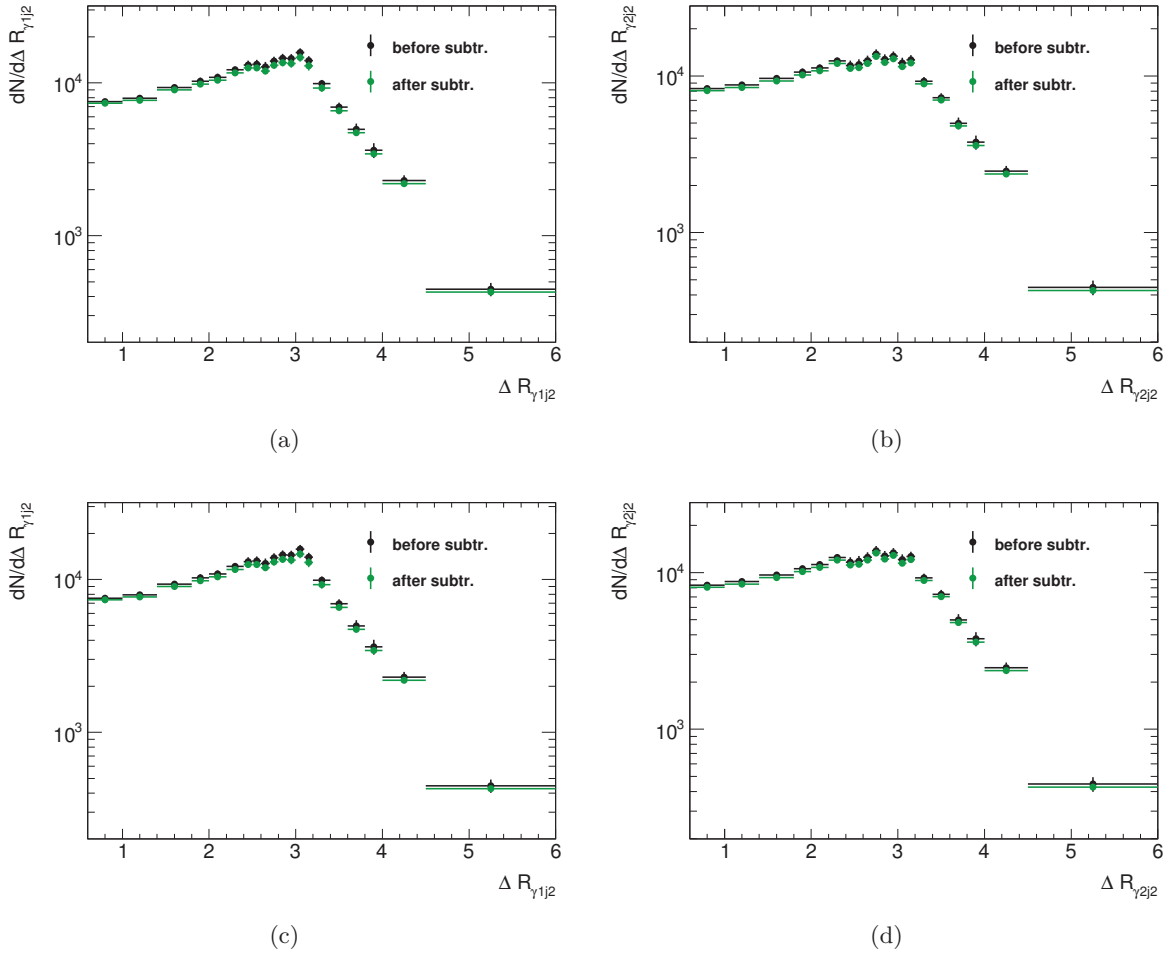 dN/dΔ R_γ1j2
before subtr.
after subtr.
10^4
10^3
1 2 3 4 5 6
Δ R_γ1j2
(a)
dN/dΔ R_γ2j2
before subtr.
after subtr.
10^4
10^3
1 2 3 4 5 6
Δ R_γ2j2
(b)
dN/dΔ R_γ1j2
before subtr.
after subtr.
10^4
10^3
1 2 3 4 5 6
Δ R_γ1j2
(c)
dN/dΔ R_γ2j2
before subtr.
after subtr.
10^4
10^3
1 2 3 4 5 6
Δ R_γ2j2
(d)